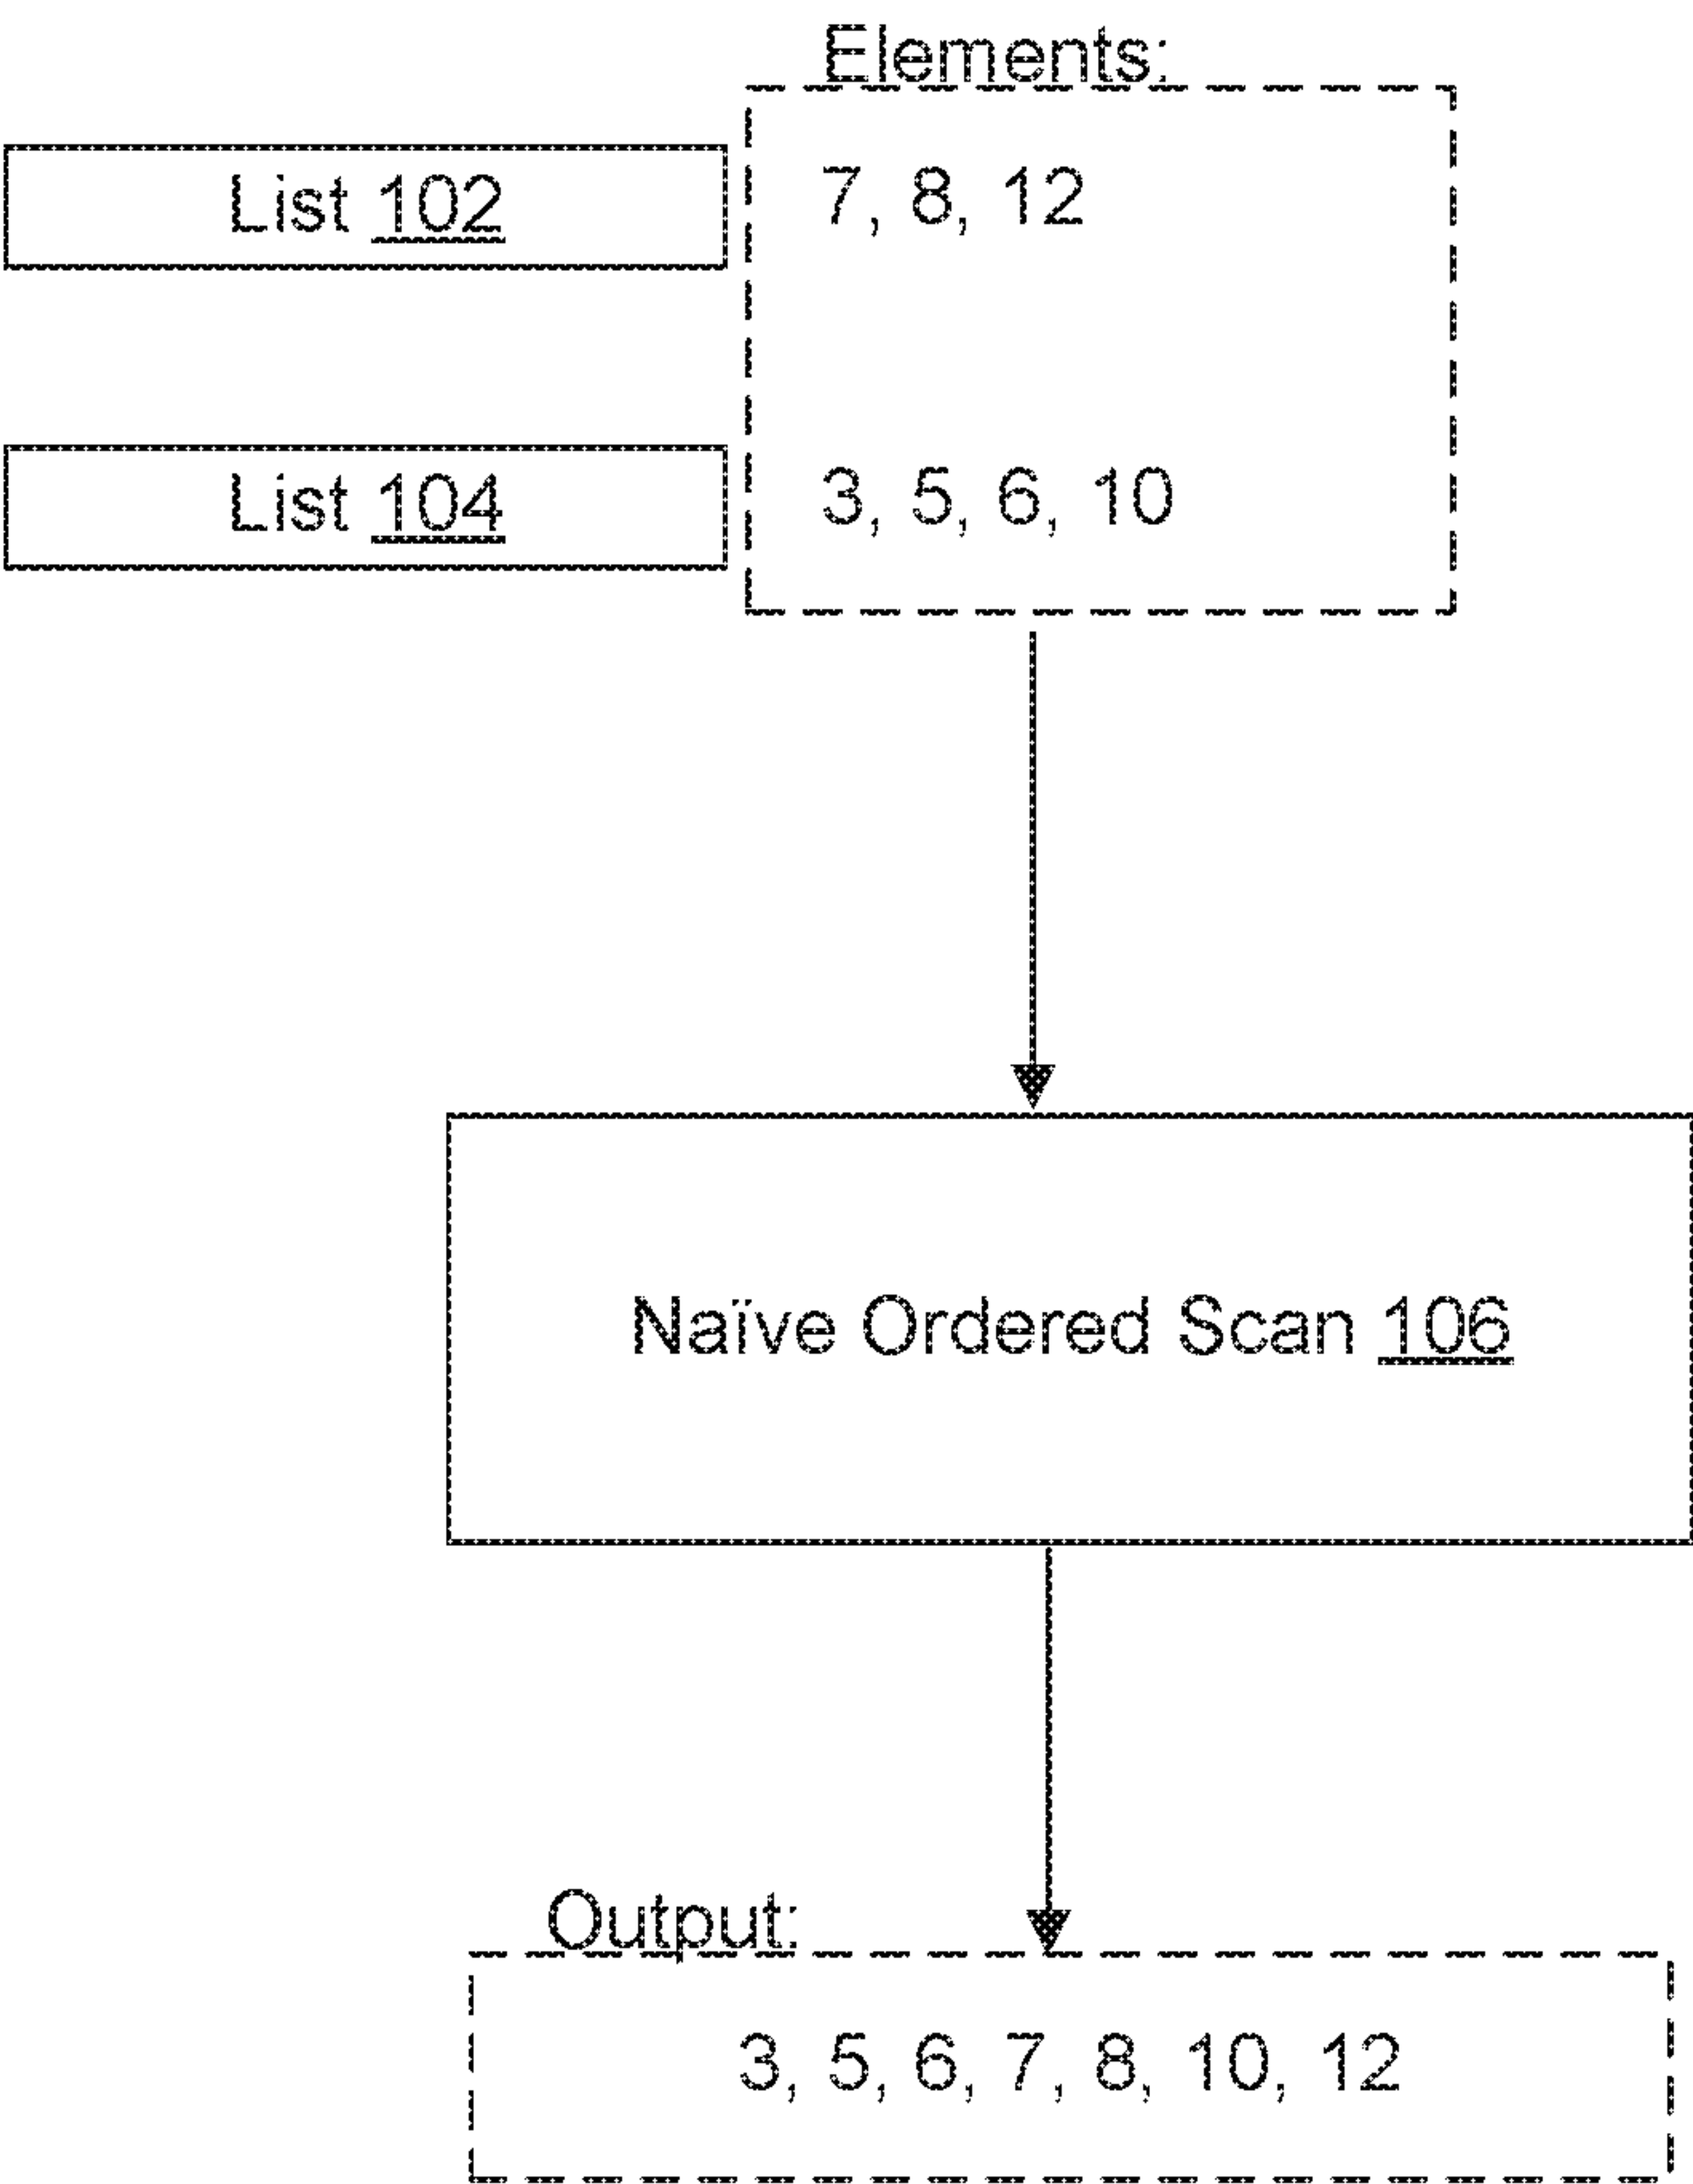 Elements:
List 102
7, 8, 12
List 104
3, 5, 6, 10
Naïve Ordered Scan 106
Output:
3, 5, 6, 7, 8, 10, 12